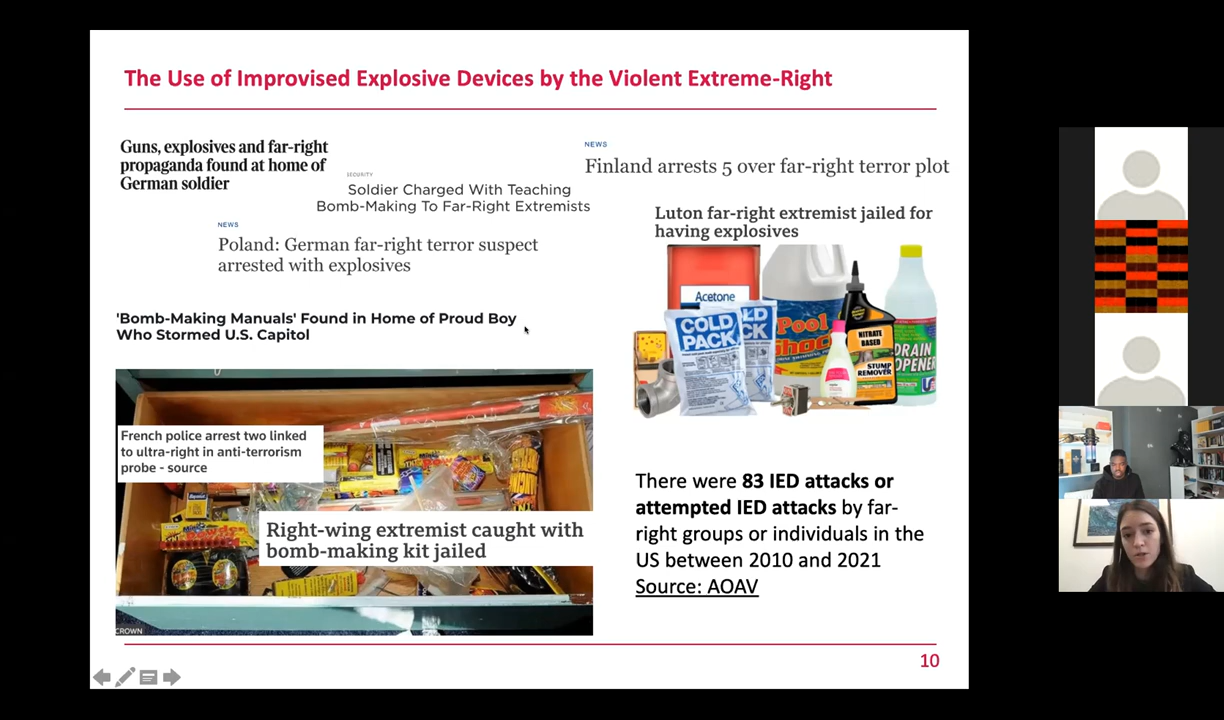 The Use of Improvised Explosive Devices by the Violent Extreme-Right
Guns, explosives and far-right
propaganda found at home of
German soldier
SECURITY
Soldier Charged With Teaching
Bomb-Making To Far-Right Extremists
NEWS
Finland arrests 5 over far-right terror plot
NEWS
Poland: German far-right terror suspect
arrested with explosives
Luton far-right extremist jailed for
having explosives
'Bomb-Making Manuals' Found in Home of Proud Boy
Who Stormed U.S. Capitol
Acetone
COLD
PACK
CK
Pool
Shock
NITRATE
BASED
STUMP
REMOVER
DRAIN
OPENER
French police arrest two linked
to ultra-right in anti-terrorism
probe - source
Right-wing extremist caught with
bomb-making kit jailed
CROWN
There were 83 IED attacks or
attempted IED attacks by far-
right groups or individuals in the
US between 2010 and 2021
Source: AOAV
10